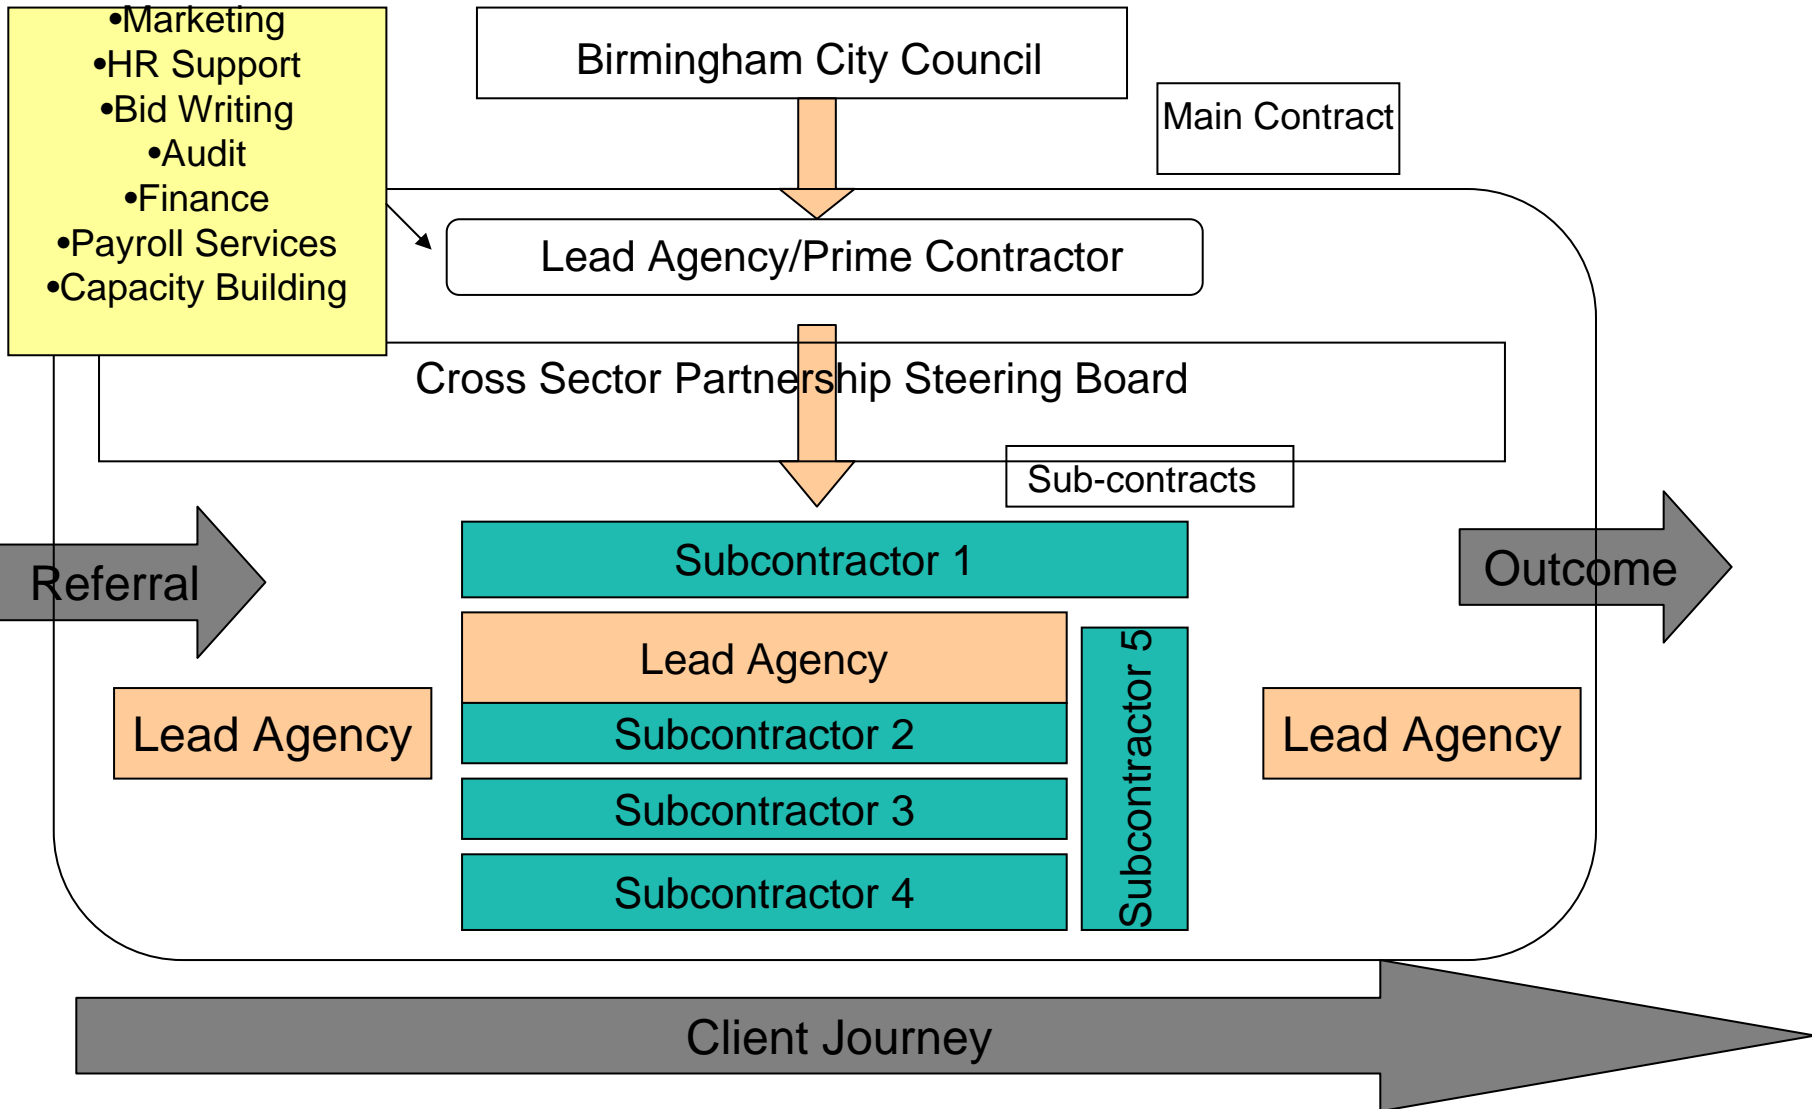 •Marketing
•HR Support
•Bid Writing
•Audit
•Finance
•Payroll Services
•Capacity Building
Birmingham City Council
Main Contract
Lead Agency/Prime Contractor
Cross Sector Partnership Steering Board
Sub-contracts
Referral
Subcontractor 1
Outcome
Lead Agency
Lead Agency
Subcontractor 2
Subcontractor 3
Subcontractor 4
Subcontractor 5
Lead Agency
Client Journey